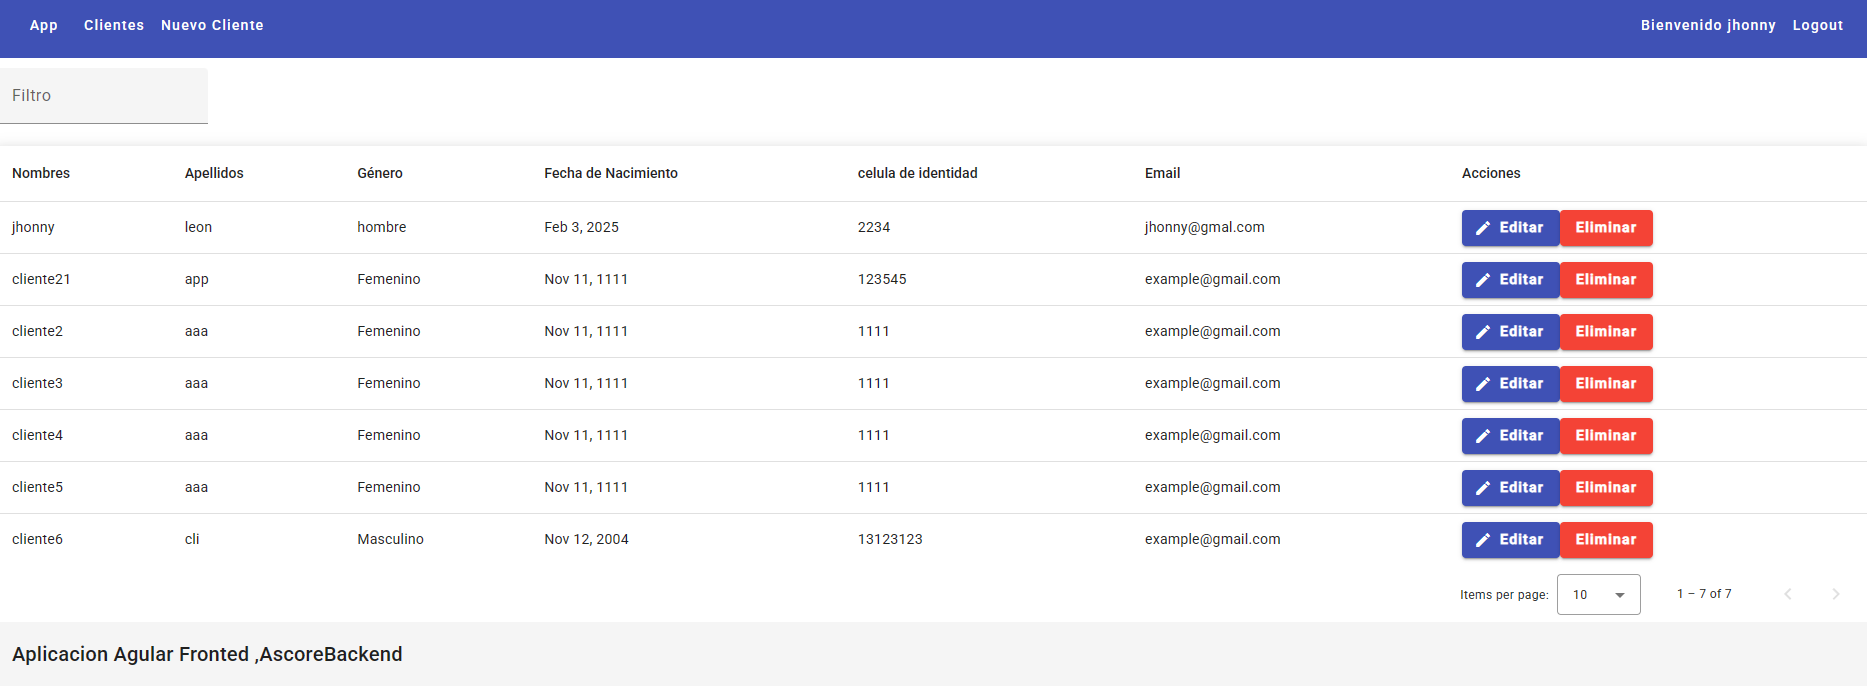 App Clientes Nuevo Cliente Bienvenido jhonny Logout
Filtro
Nombres Apellidos Género Fecha de Nacimiento celula de identidad Email Acciones
jhonny leon hombre Feb 3, 2025 2234 jhonny@gmal.com Editar Eliminar
cliente21 app Femenino Nov 11, 1111 123545 example@gmail.com Editar Eliminar
cliente2 aaa Femenino Nov 11, 1111 1111 example@gmail.com Editar Eliminar
cliente3 aaa Femenino Nov 11, 1111 1111 example@gmail.com Editar Eliminar
cliente4 aaa Femenino Nov 11, 1111 1111 example@gmail.com Editar Eliminar
cliente5 aaa Femenino Nov 11, 1111 1111 example@gmail.com Editar Eliminar
cliente6 cli Masculino Nov 12, 2004 13123123 example@gmail.com Editar Eliminar
Items per page: 10 1 – 7 of 7
Aplicacion Agular Fronted ,AscoreBackend